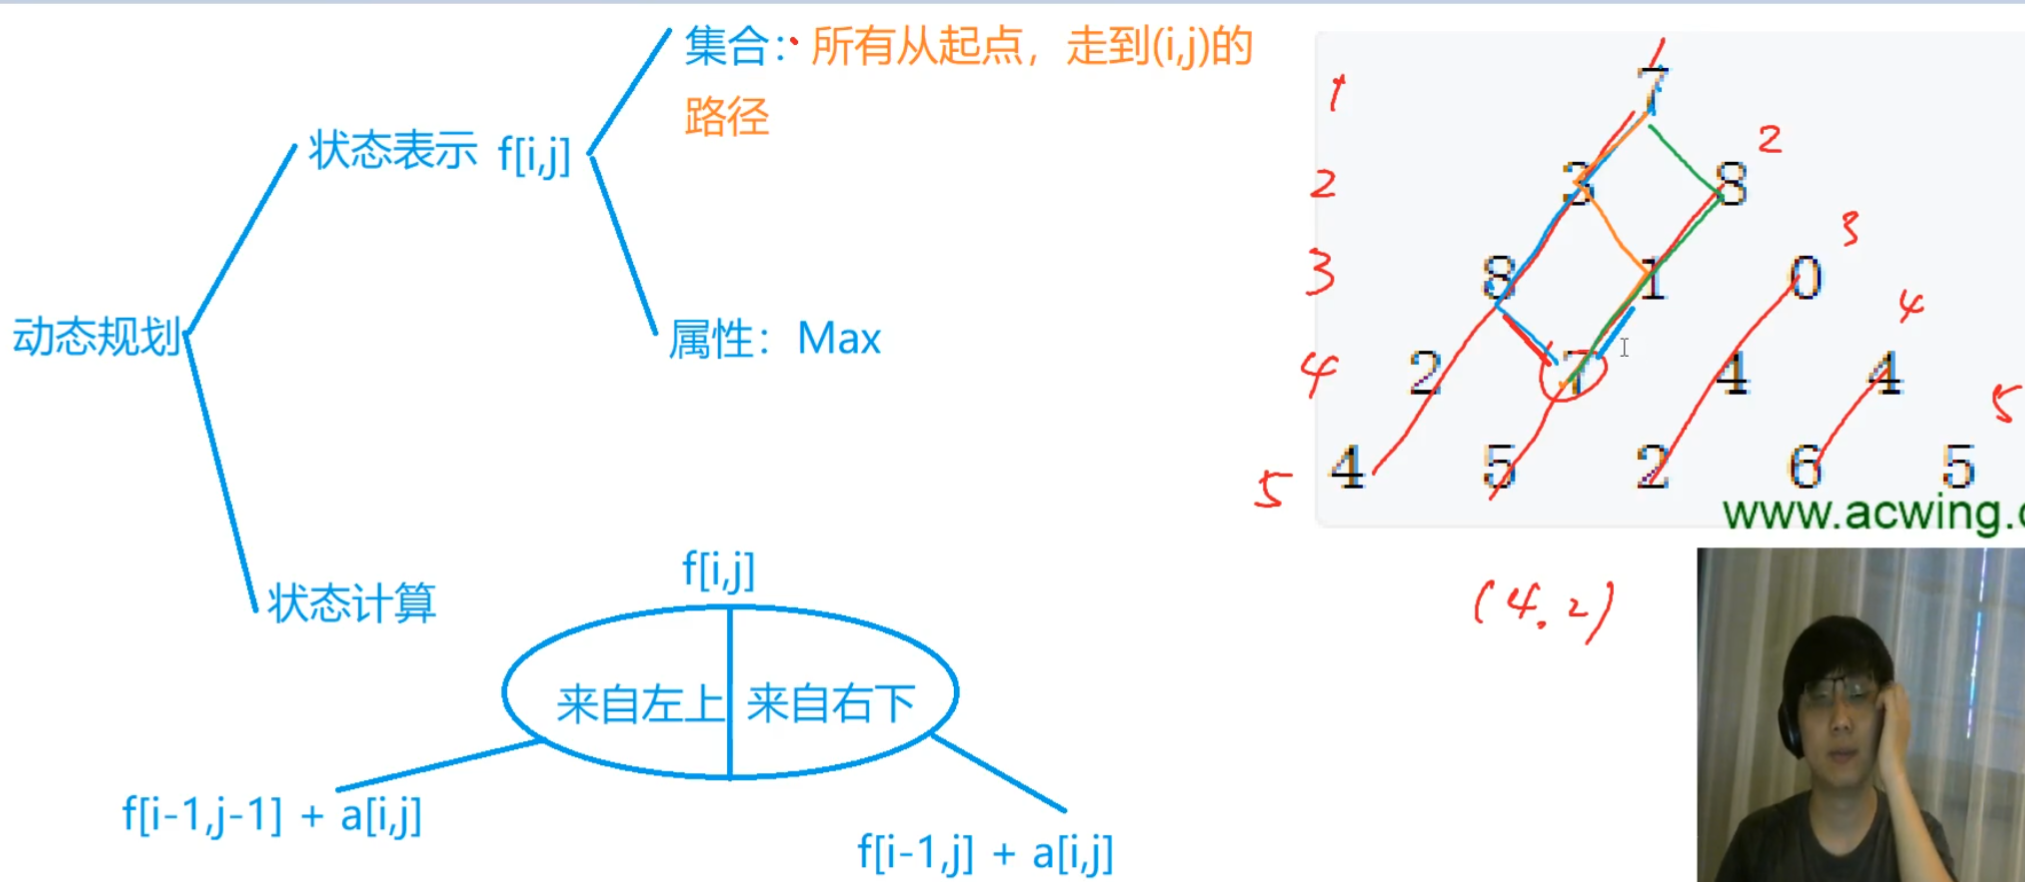 集合: 所有从起点，走到(i,j)的
路径
状态表示 f[i,j]
属性：Max
动态规划
状态计算
f[i,j]
来自左上 来自右下
f[i-1,j-1] + a[i,j]
f[i-1,j] + a[i,j]
1 7
2 3 8 2
3 8 1 0 3
4 2 7 4 4 4
5 4 5 2 6 5 5
www.acwing.c
(4.2)